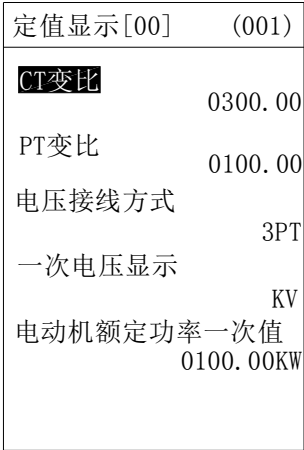 定值显示[00] (001)
CT变比
0300.00
PT变比
0100.00
电压接线方式
3PT
一次电压显示
KV
电动机额定功率一次值
0100.00KW